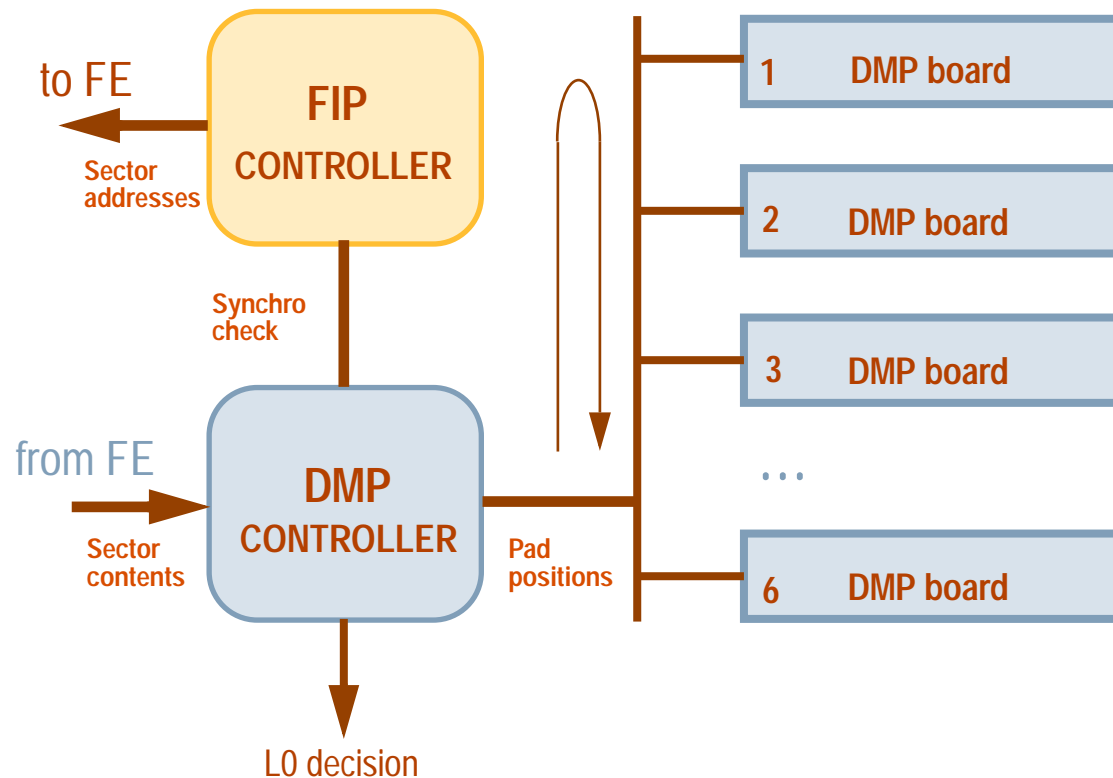 to FE
Sector
addresses
FIP
CONTROLLER
Synchro
check
from FE
Sector
contents
DMP
CONTROLLER
Pad
positions
L0 decision
1 DMP board
2 DMP board
3 DMP board
...
6 DMP board